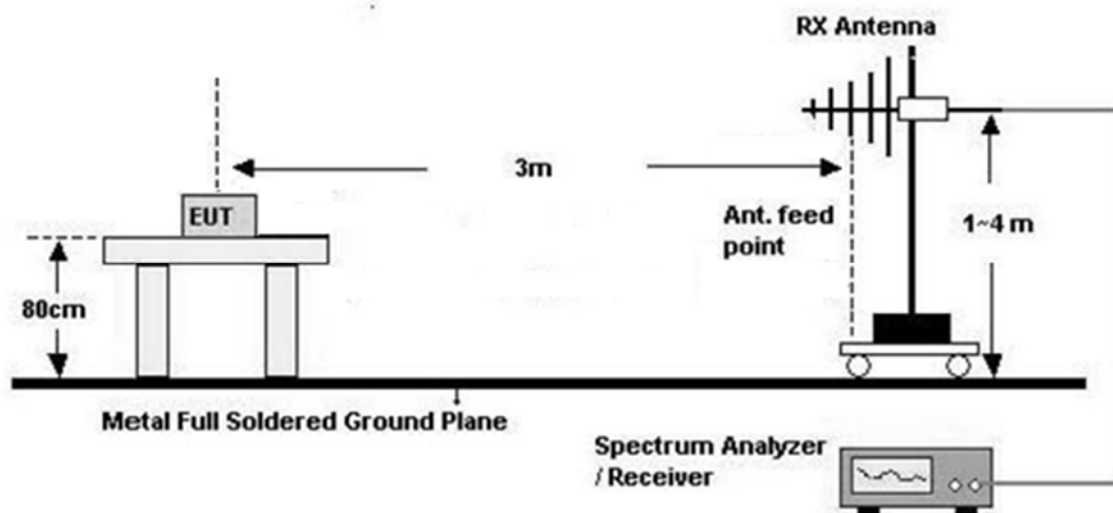 RX Antenna
3m
EUT
Ant. feed
point
1~4 m
80cm
Metal Full Soldered Ground Plane
Spectrum Analyzer
/ Receiver